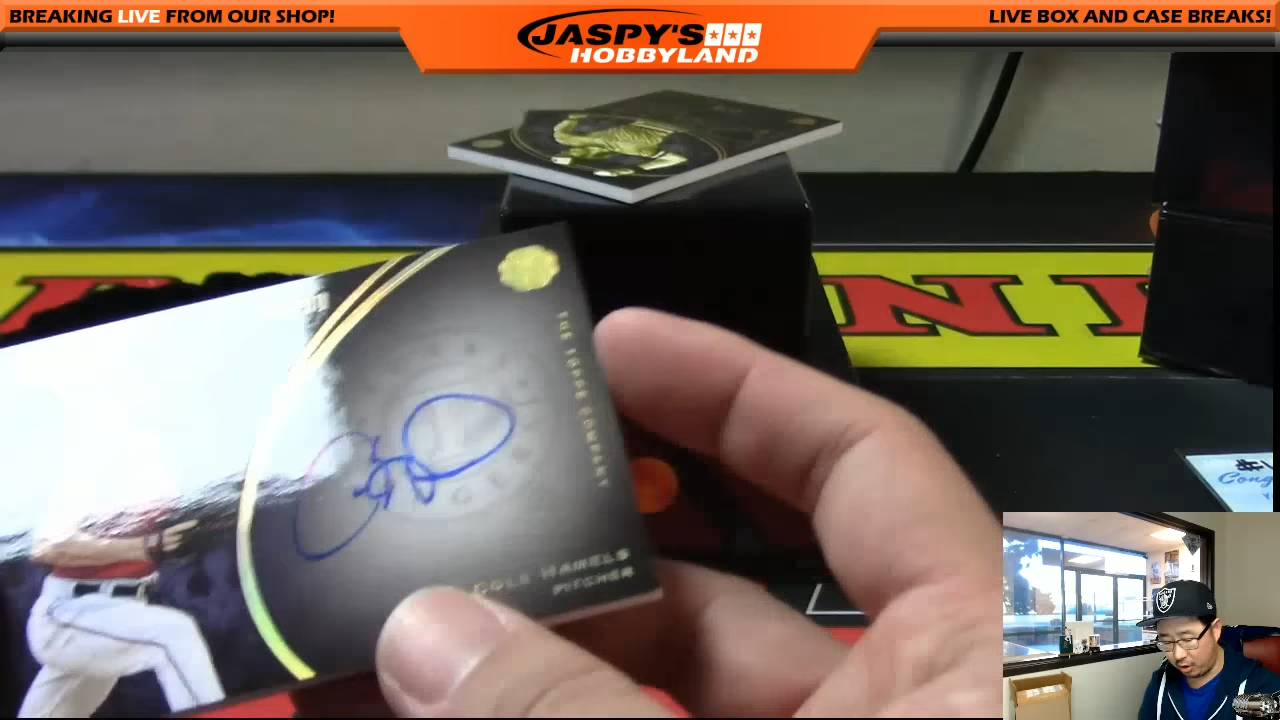 BREAKING LIVE FROM OUR SHOP!
JASPY'S
HOBBYLAND
LIVE BOX AND CASE BREAKS!
THE TOPPS COMPANY
COLE HAMELS
PITCHER